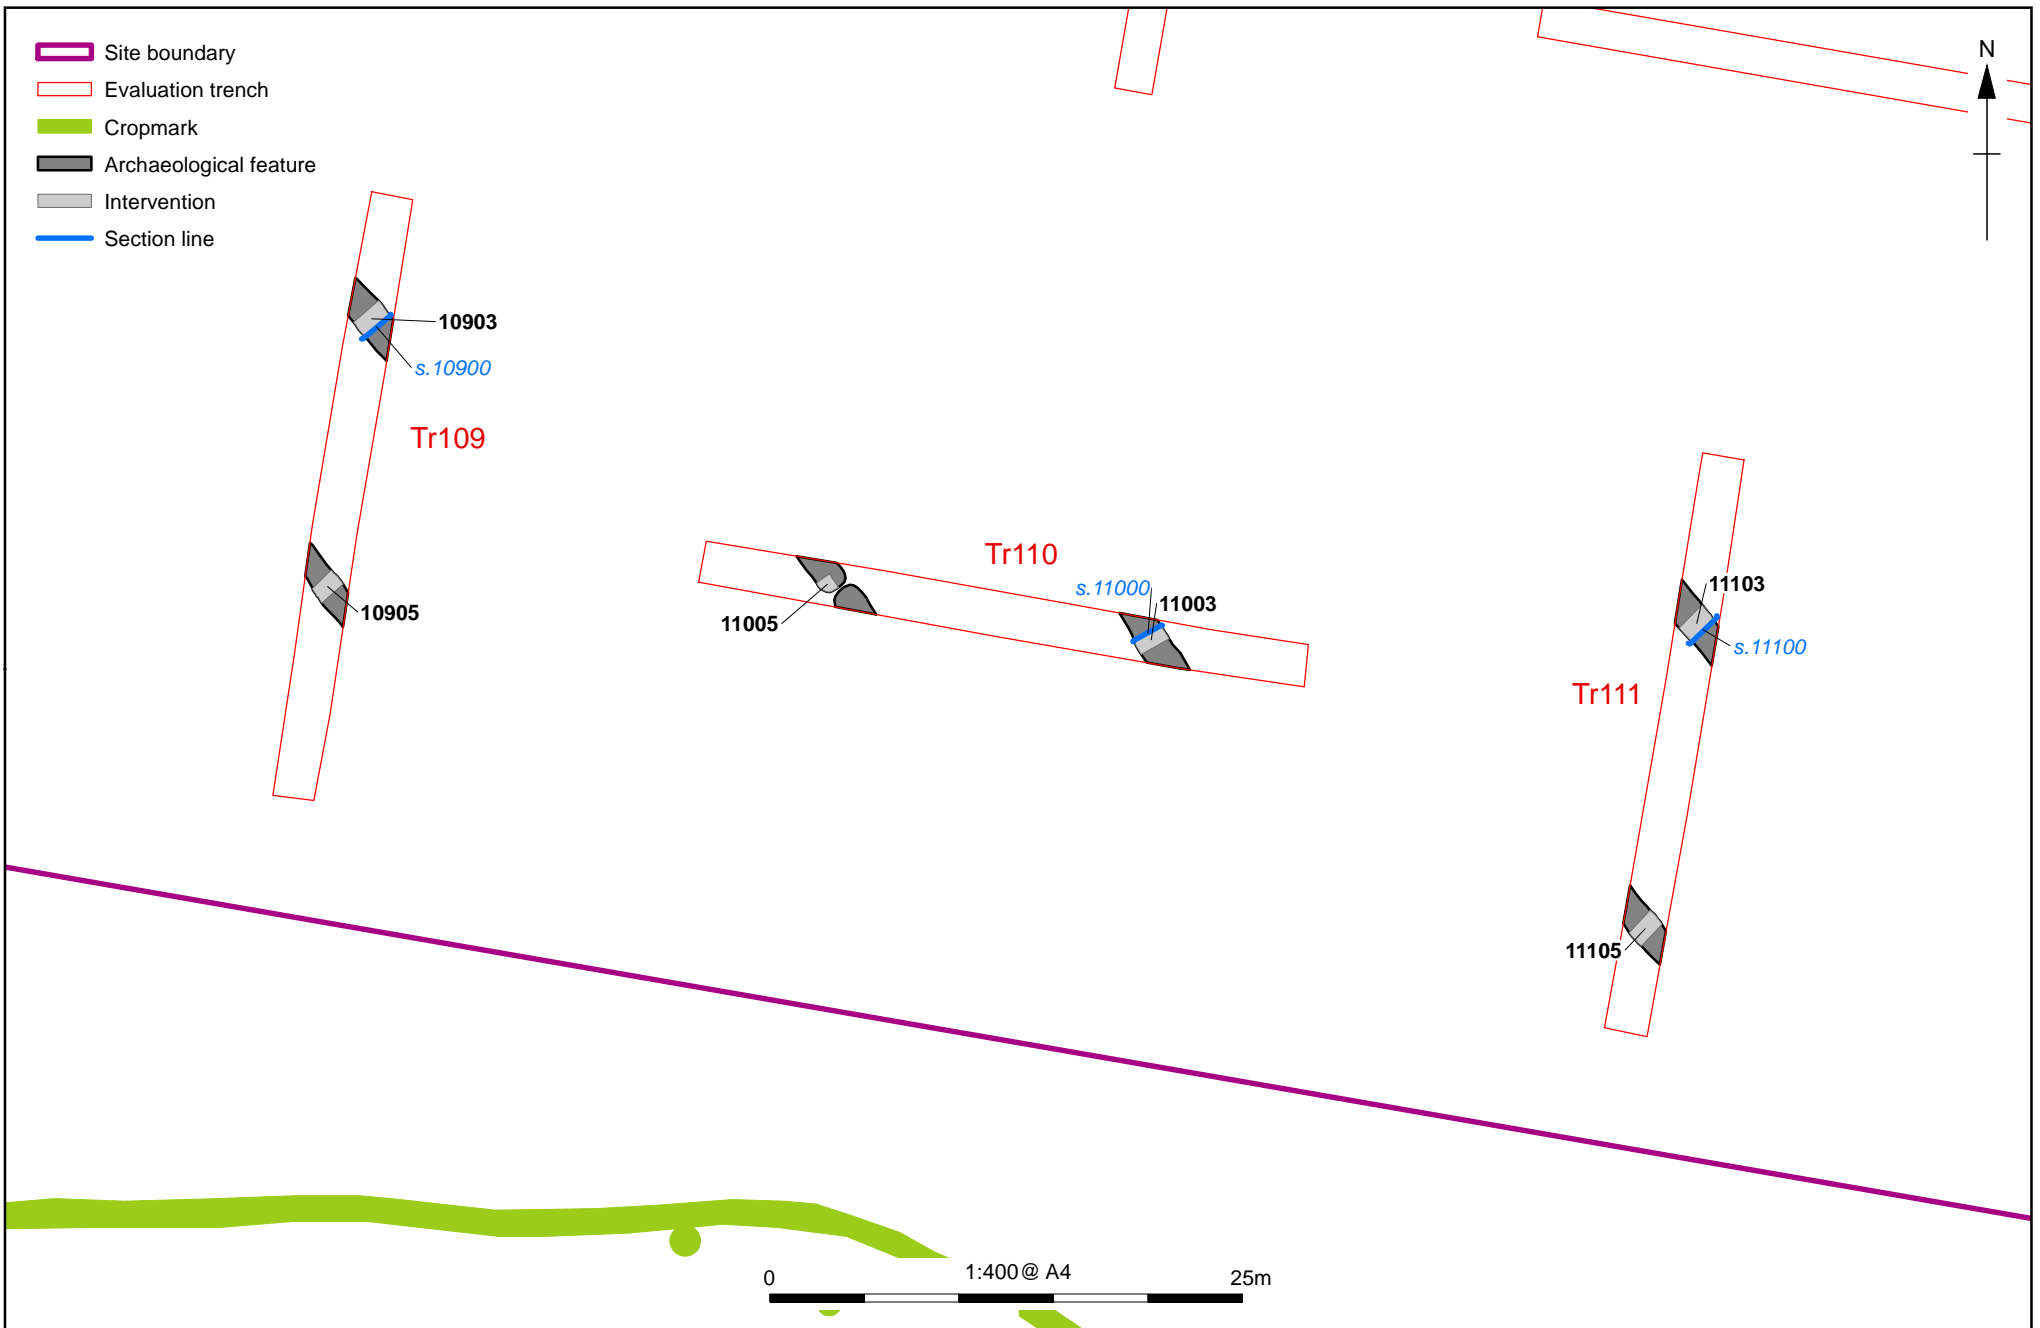 Site boundary
Evaluation trench
Cropmark
Archaeological feature
Intervention
Section line
N
10903
s.10900
Tr109
10905
Tr110
s.11000
11003
11005
11103
s.11100
Tr111
11105
0 1:400 @ A4 25m